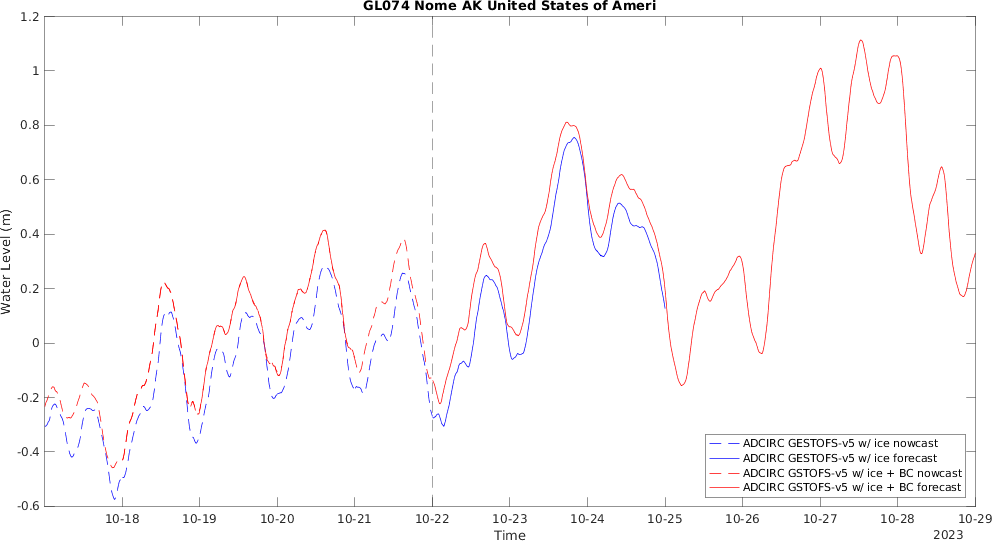 GL074 Nome AK United States of Ameri
1.2
1
0.8
0.6
0.4
0.2
0
-0.2
-0.4
-0.6
Water Level (m)
10-18 10-19 10-20 10-21 10-22 10-23 10-24 10-25 10-26 10-27 10-28 10-29
Time
2023
ADCIRC GESTOFS-v5 w/ ice nowcast
ADCIRC GESTOFS-v5 w/ ice forecast
ADCIRC GSTOFS-v5 w/ ice + BC nowcast
ADCIRC GSTOFS-v5 w/ ice + BC forecast